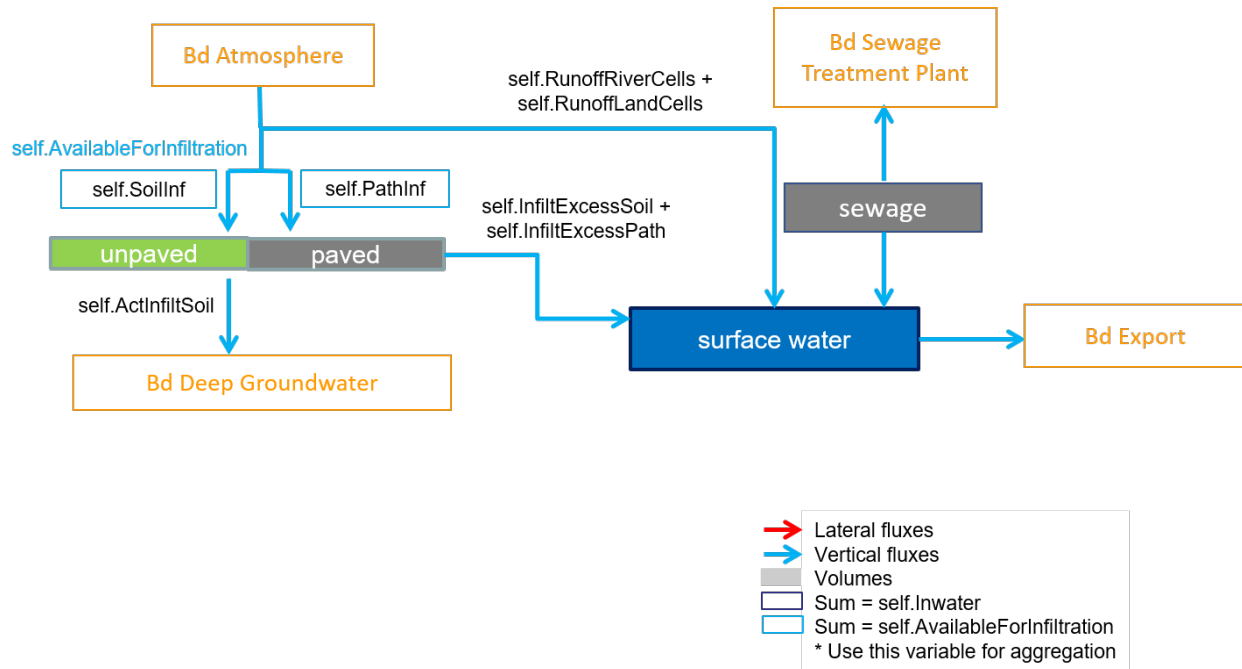 Bd Atmosphere
Bd Sewage
Treatment Plant
self.RunoffRiverCells +
self.RunoffLandCells
self.AvailableForInfiltration
self.SoilInf
self.PathInf
self.InfiltExcessSoil +
self.InfiltExcessPath
sewage
unpaved
paved
self.ActInfiltSoil
surface water
Bd Export
Bd Deep Groundwater
Lateral fluxes
Vertical fluxes
Volumes
Sum = self.Inwater
Sum = self.AvailableForInfiltration
* Use this variable for aggregation